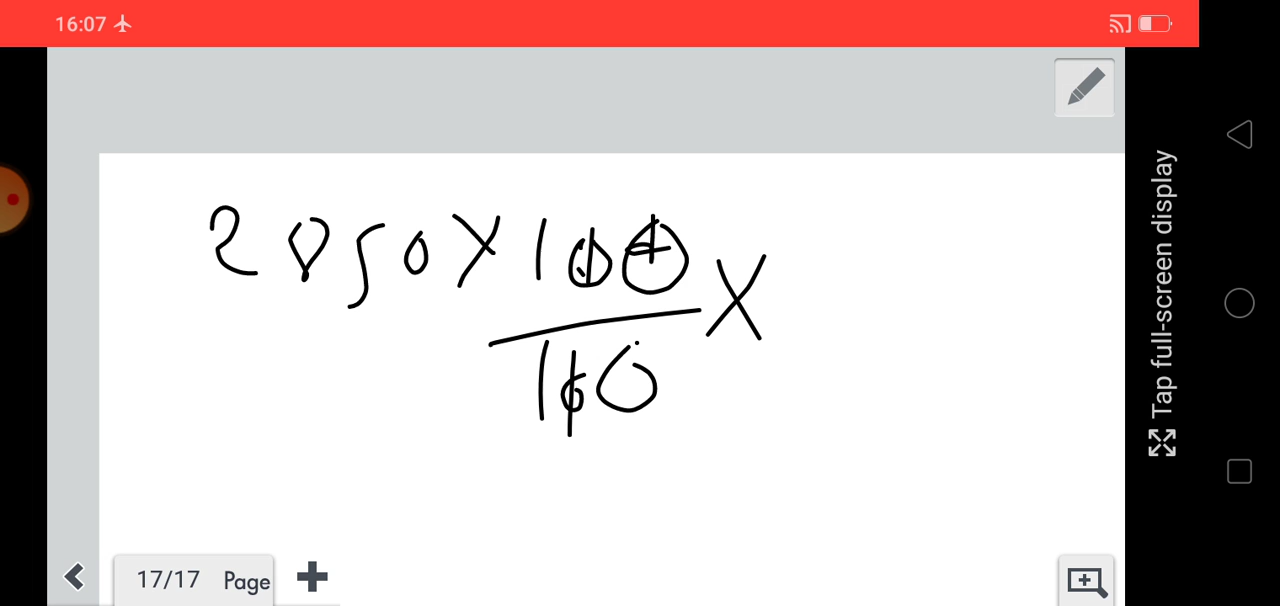 16:07
2050 X 100 X
100
17/17 Page
Tap full-screen display